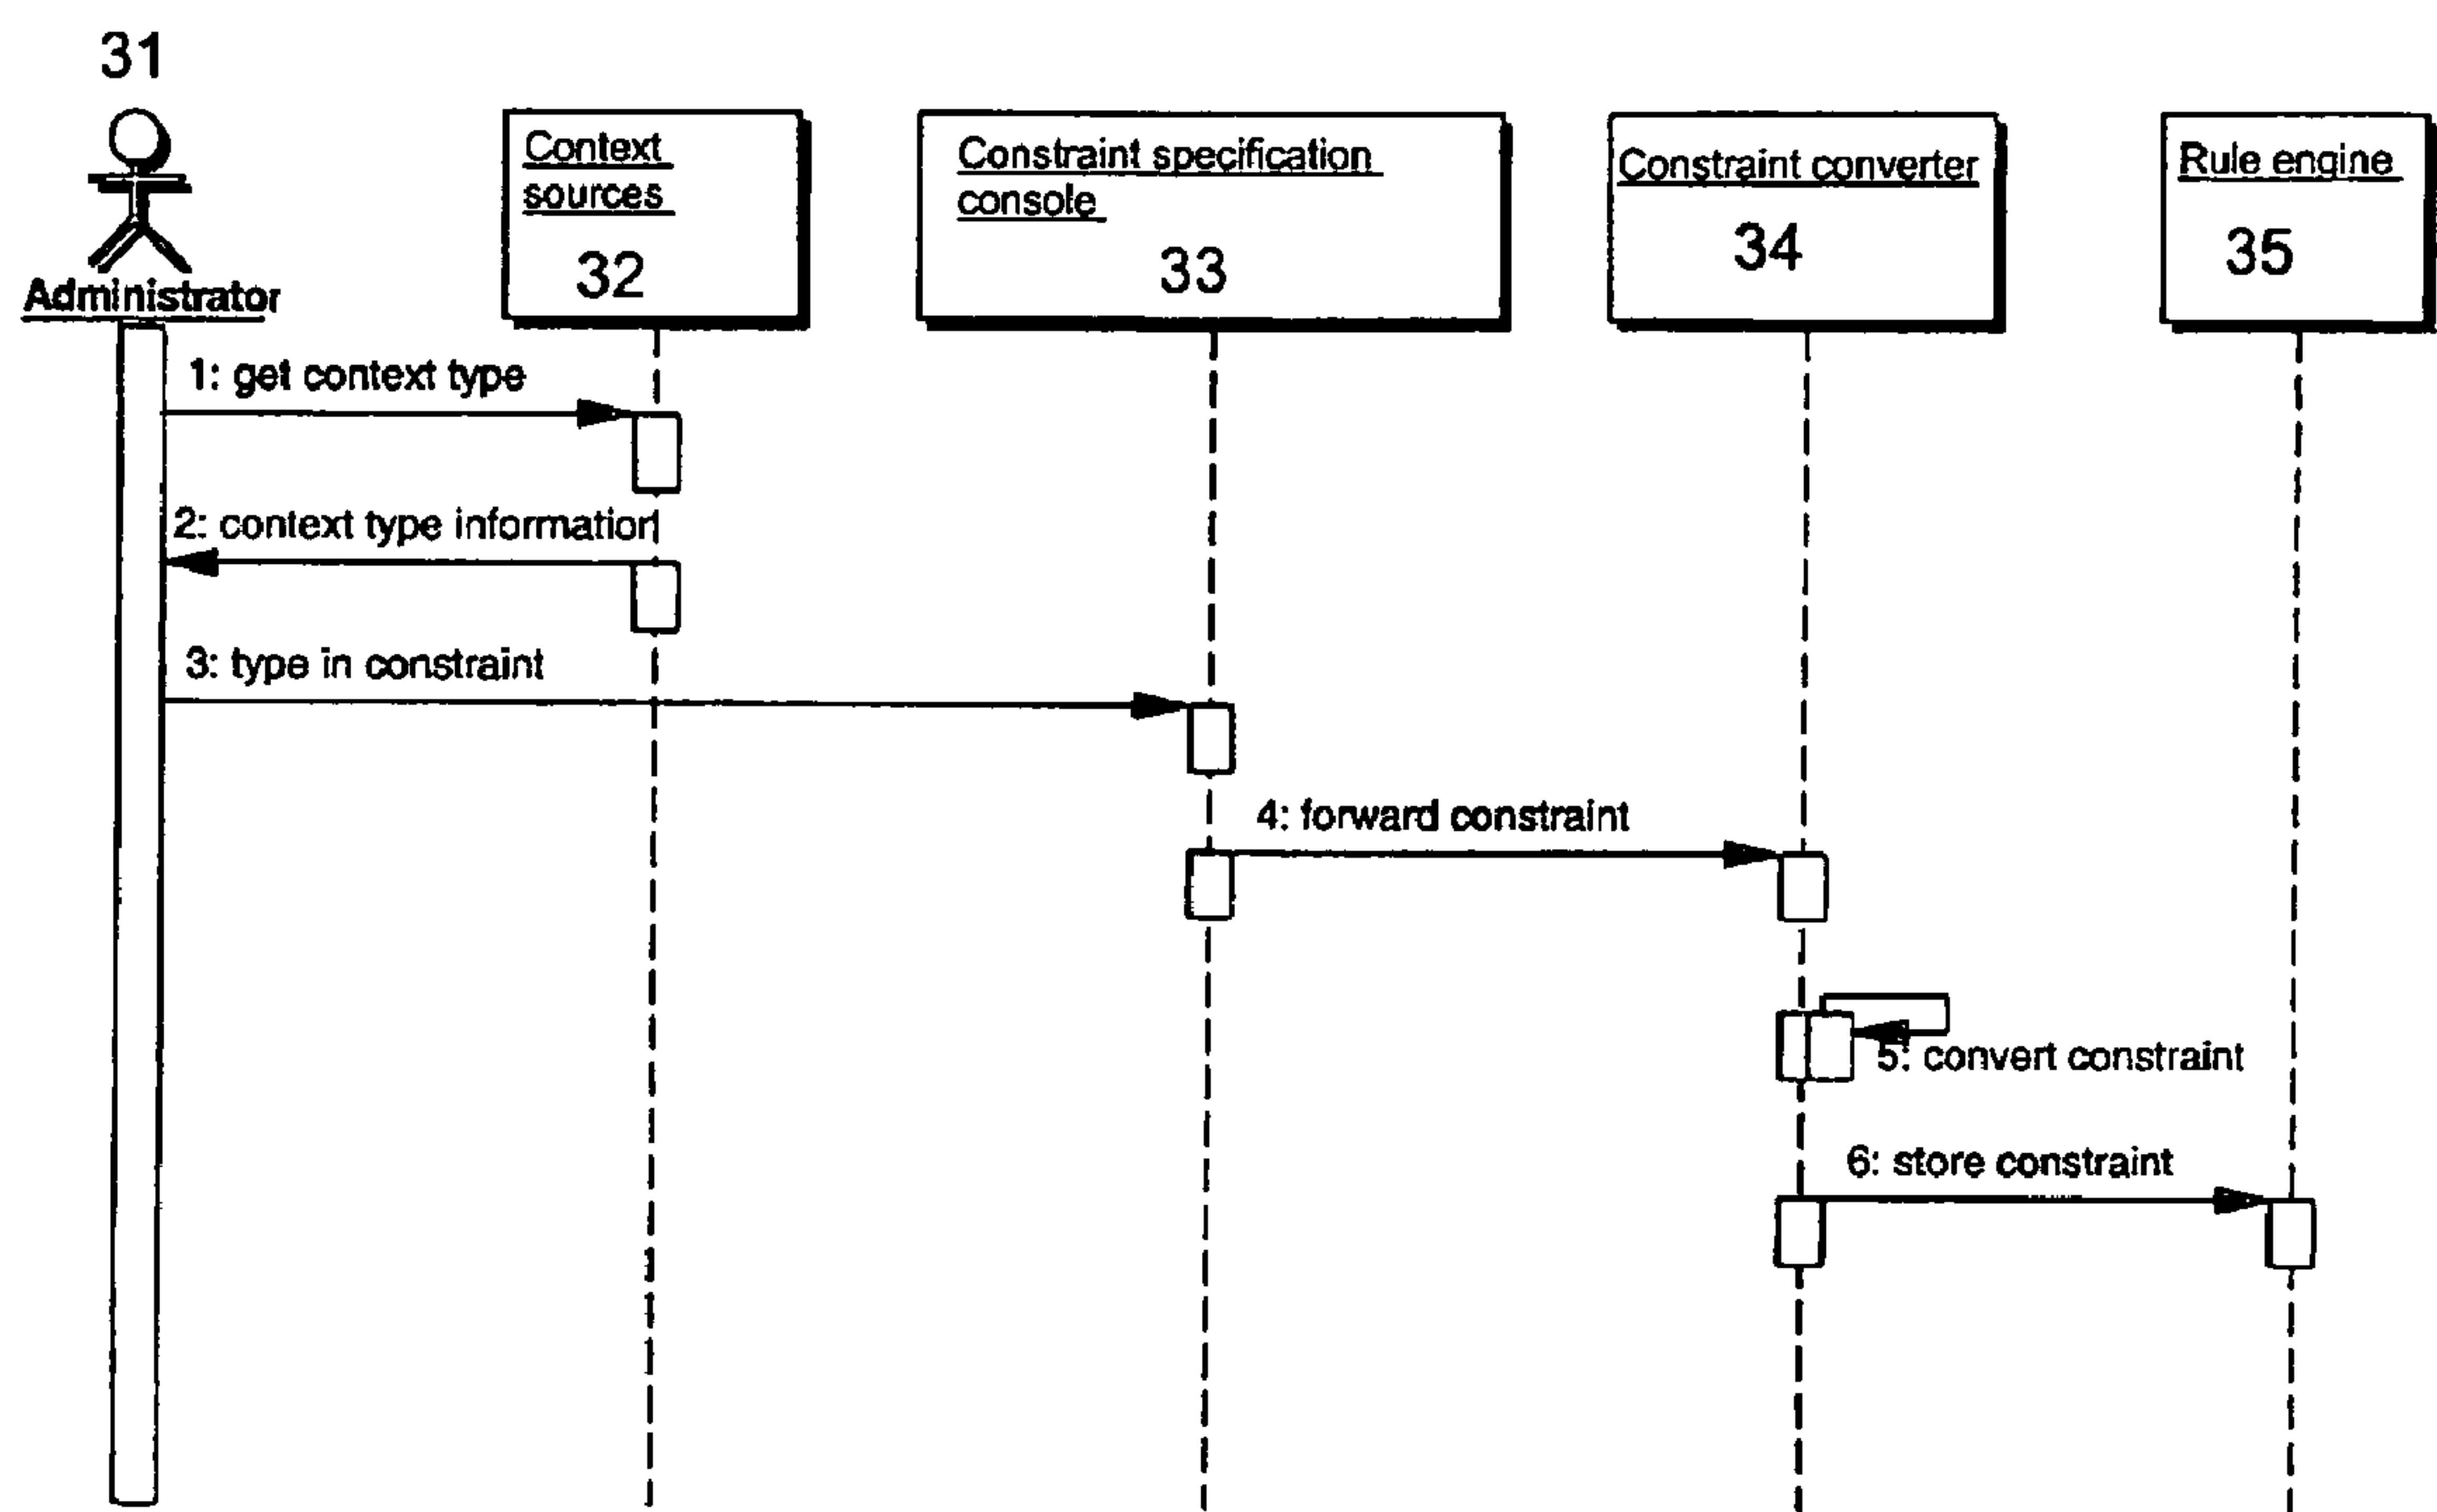 31
Administrator
Context
sources
32
Constraint specification
console
33
Constraint converter
34
Rule engine
35
1: get context type
2: context type information
3: type in constraint
4: forward constraint
5: convert constraint
6: store constraint